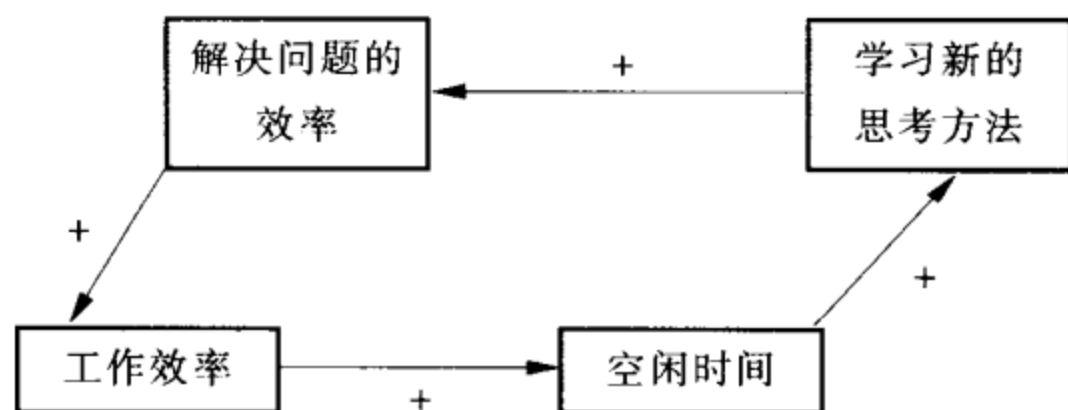 解决问题的
效率
+
学习新的
思考方法
+
+
工作效率
+
空闲时间